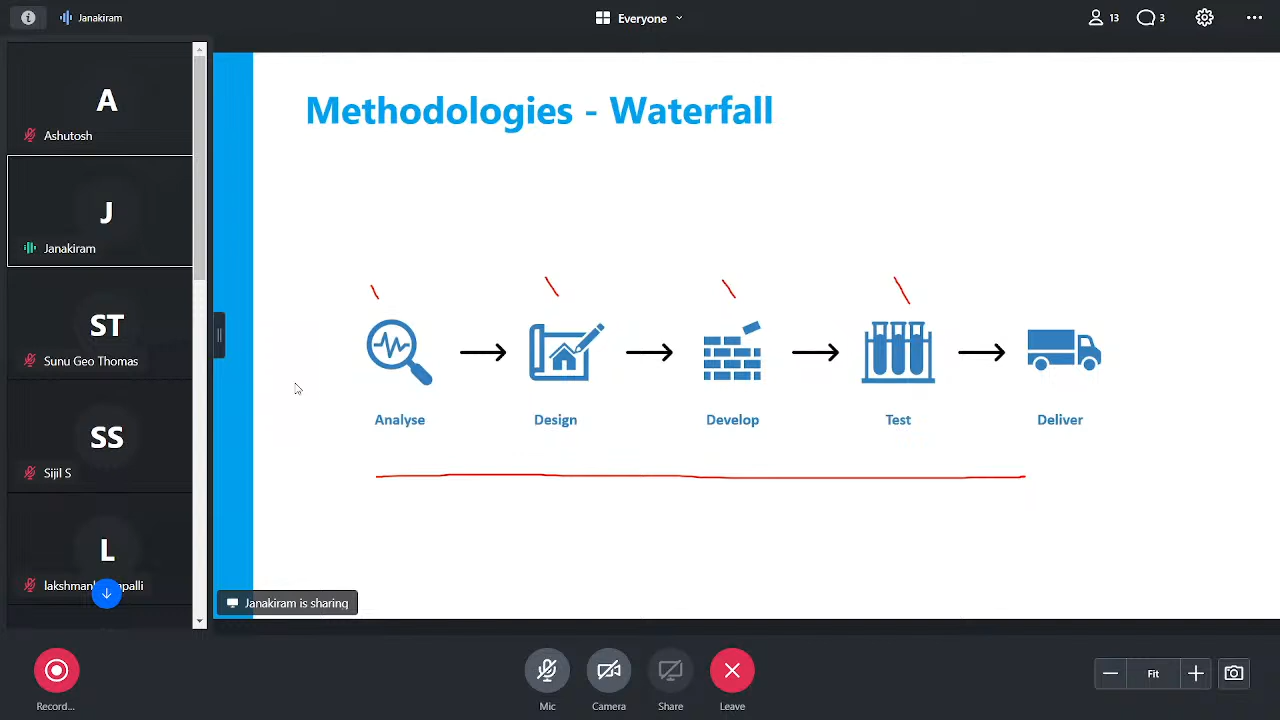 Janakiram
Everyone
13
3
A
Ashutosh
J
Janakiram
ST
Sunu Geo Thomas
SS
Sijil S
L
Methodologies - Waterfall
Analyse
Design
Develop
Test
Deliver
Janakiram is sharing
Record...
Mic
Camera
Share
Leave
Fit